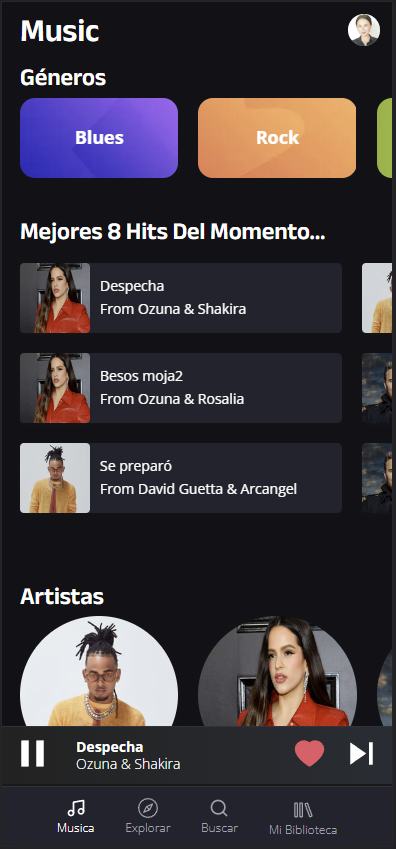 Music
Géneros
Blues
Rock
Mejores 8 Hits Del Momento...
Despecha
From Ozuna & Shakira
Besos moja2
From Ozuna & Rosalia
Se preparó
From David Guetta & Arcangel
Artistas
Despecha
Ozuna & Shakira
Musica
Explorar
Buscar
Mi Biblioteca